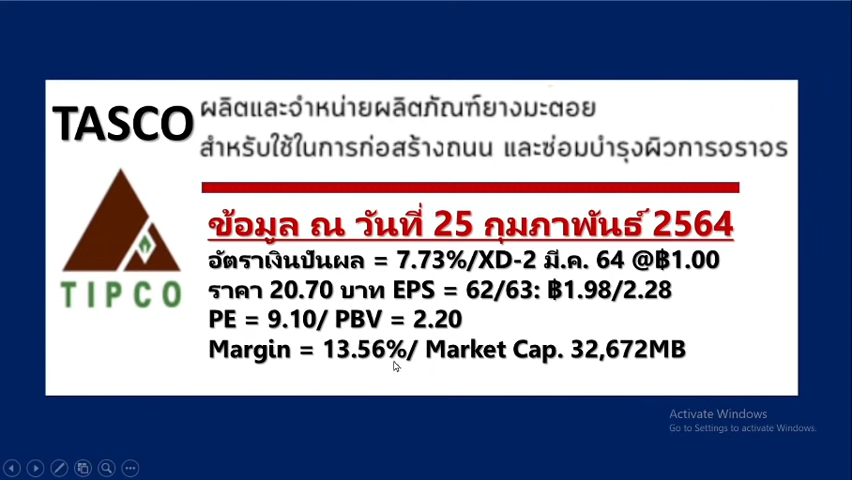 TASCO
ผลิตและจำหน่ายผลิตภัณฑ์ยางมะตอย
สำหรับใช้ในการก่อสร้างถนน และซ่อมบำรุงผิวการจราจร
TIPCO
ข้อมูล ณ วันที่ 25 กุมภาพันธ์ 2564
อัตราเงินปันผล = 7.73%/XD-2 มี.ค. 64 @฿1.00
ราคา 20.70 บาท EPS = 62/63: ฿1.98/2.28
PE = 9.10/ PBV = 2.20
Margin = 13.56%/ Market Cap. 32,672MB
Activate Windows
Go to Settings to activate Windows.